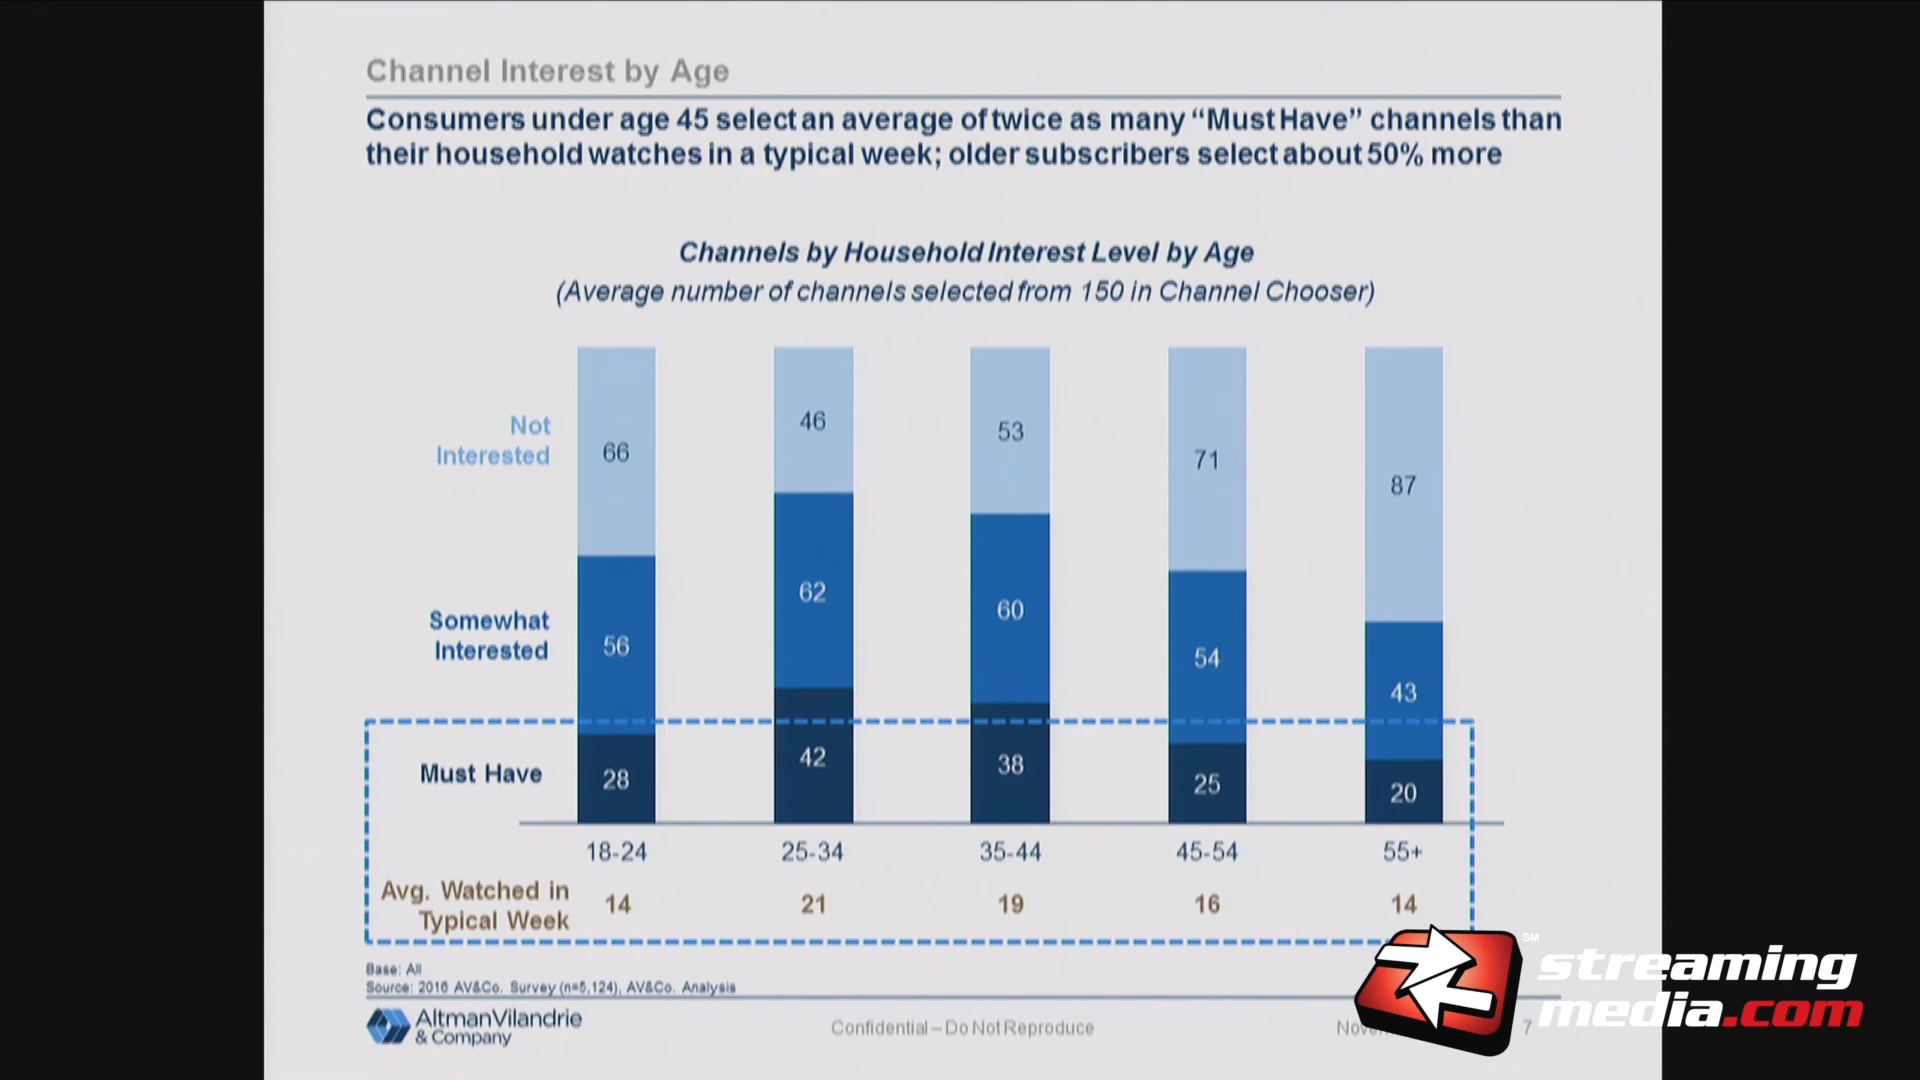 Channel Interest by Age
Consumers under age 45 select an average of twice as many “Must Have” channels than
their household watches in a typical week; older subscribers select about 50% more
Channels by Household Interest Level by Age
(Average number of channels selected from 150 in Channel Chooser)
Not
Interested
66 46 53 71 87
Somewhat
Interested
56 62 60 54 43
Must Have
28 42 38 25 20
18-24 25-34 35-44 45-54 55+
Avg. Watched in
Typical Week
14 21 19 16 14
Base: All
Source: 2016 AV&Co. Survey (n=5,124), AV&Co. Analysis
AltmanVilandrie
& Company
Confidential – Do Not Reproduce
7
SM
streaming
media.com